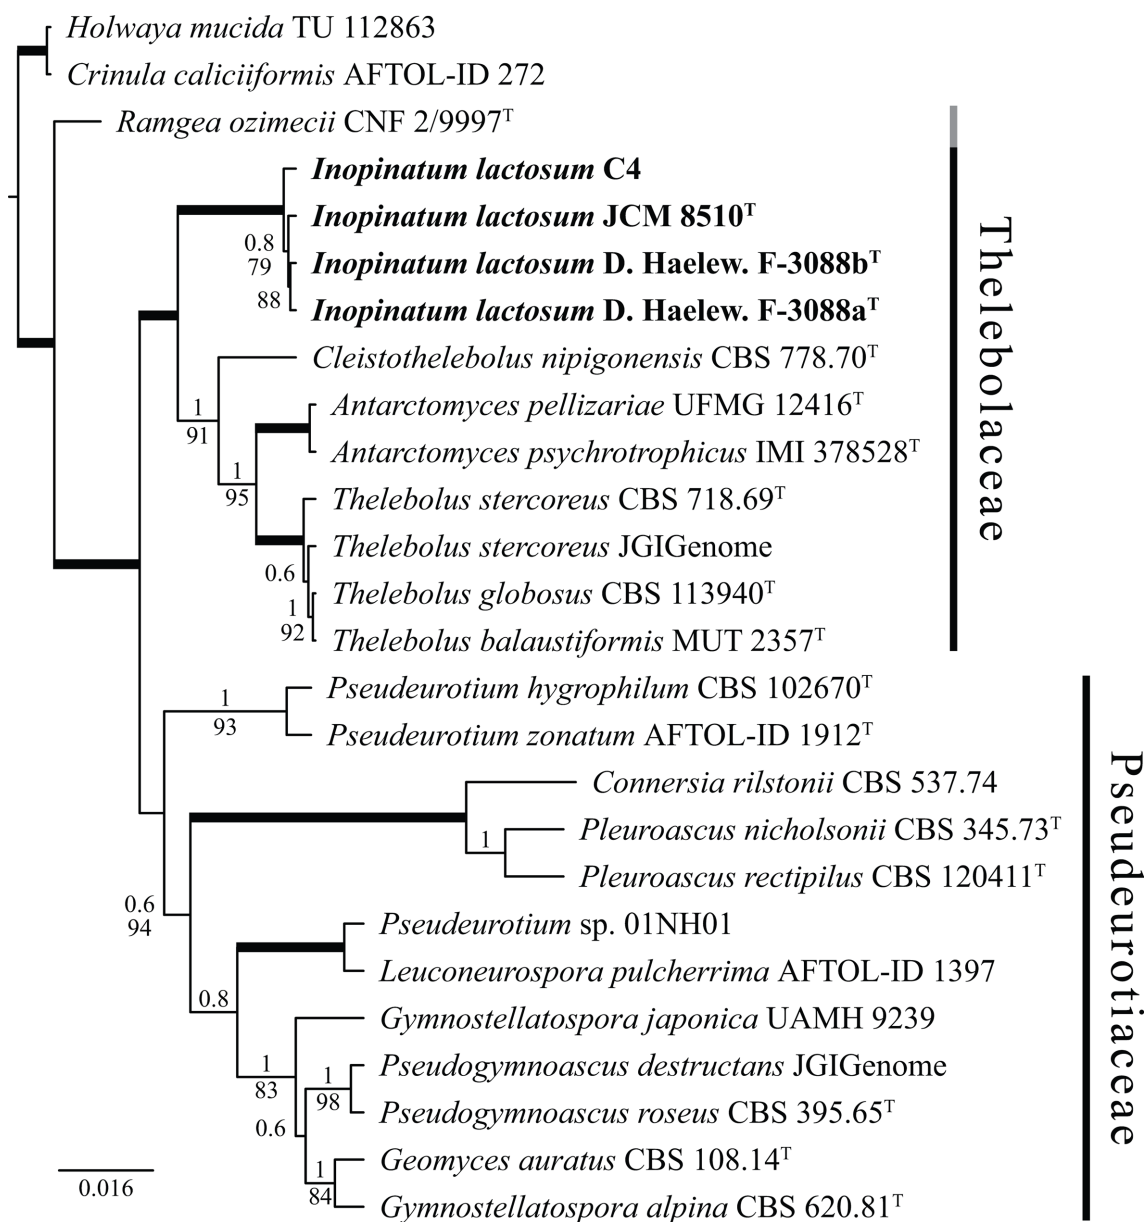 Holwaya mucida TU 112863
Crinula caliciiformis AFTOL-ID 272
Ramgea ozimecii CNF 2/9997ᵀ
Inopinatum lactosum C4
Inopinatum lactosum JCM 8510ᵀ
0.8
79
Inopinatum lactosum D. Haelew. F-3088bᵀ
88
Inopinatum lactosum D. Haelew. F-3088aᵀ
Cleistothelebolus nipigonensis CBS 778.70ᵀ
Antarctomyces pellizariae UFMG 12416ᵀ
1
91
Antarctomyces psychrotrophicus IMI 378528ᵀ
1
95
Thelebolus stercoreus CBS 718.69ᵀ
Thelebolus stercoreus JGIGenome
0.6
Thelebolus globosus CBS 113940ᵀ
1
92
Thelebolus balaustiformis MUT 2357ᵀ
Thelebolaceae
Pseudeurotium hygrophilum CBS 102670ᵀ
1
93
Pseudeurotium zonatum AFTOL-ID 1912ᵀ
Connersia rilstonii CBS 537.74
Pleuroascus nicholsonii CBS 345.73ᵀ
1
Pleuroascus rectipilus CBS 120411ᵀ
0.6
94
Pseudeurotium sp. 01NH01
Leuconeurospora pulcherrima AFTOL-ID 1397
0.8
Gymnostellatospora japonica UAMH 9239
1
83
Pseudogymnoascus destructans JGIGenome
1
98
Pseudogymnoascus roseus CBS 395.65ᵀ
0.6
Geomyces auratus CBS 108.14ᵀ
1
84
Gymnostellatospora alpina CBS 620.81ᵀ
Pseudeurotiaceae
0.016